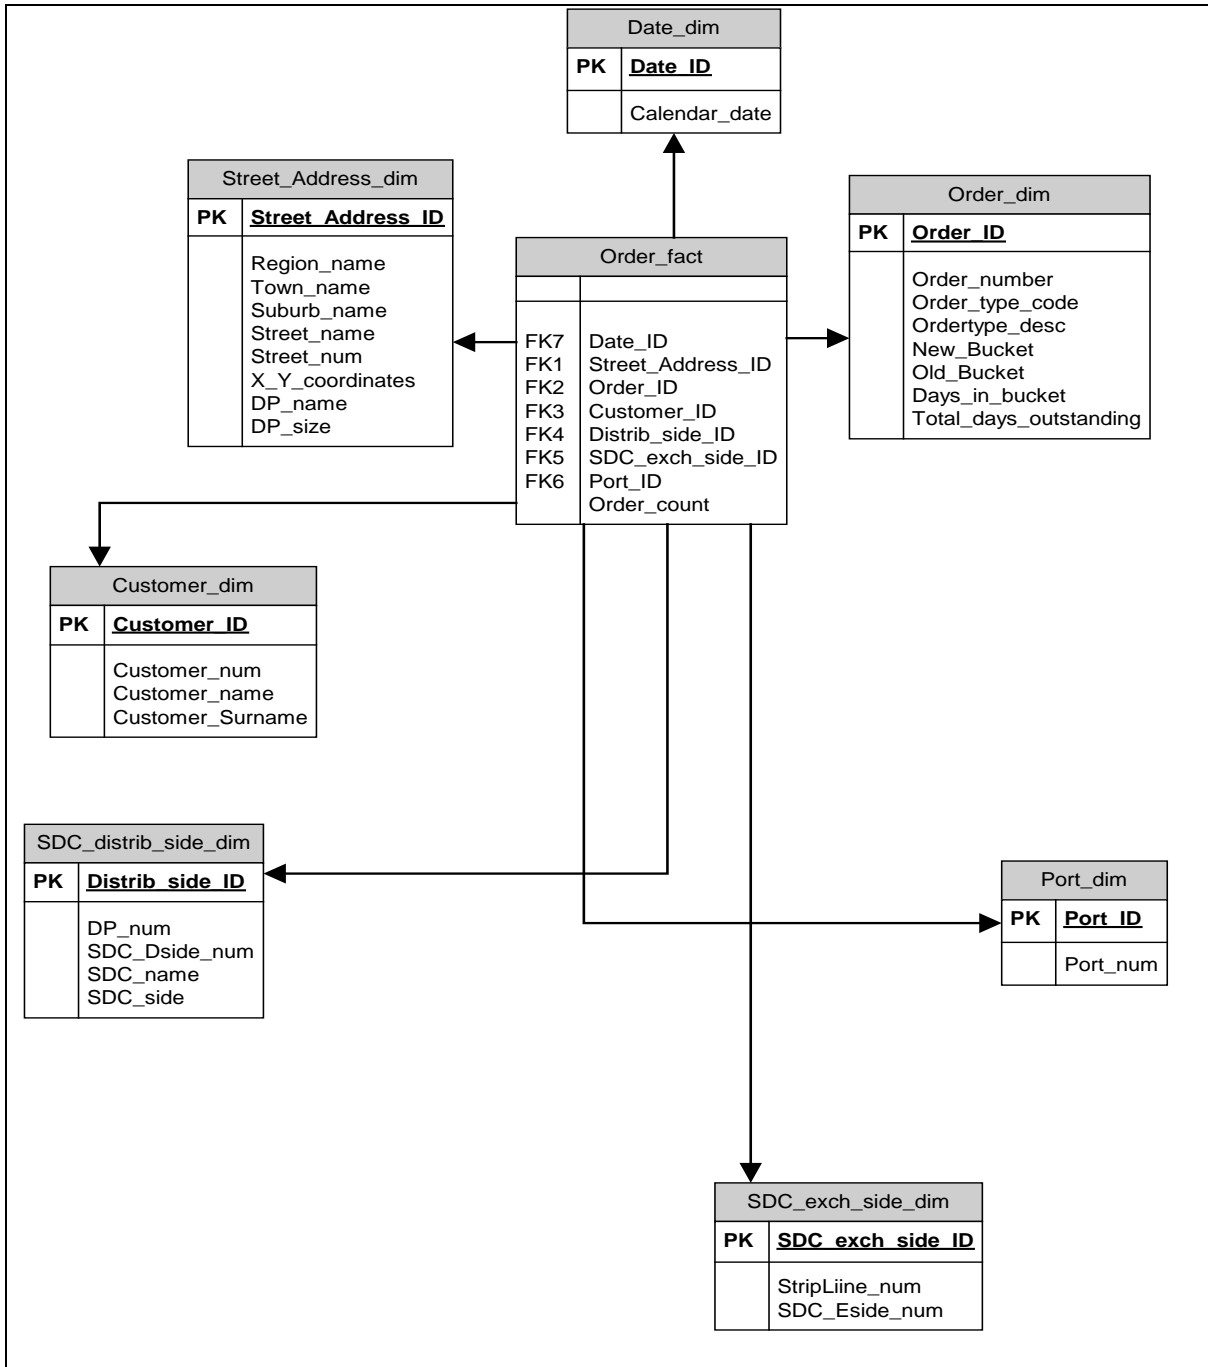 Date_dim
PK Date_ID
Calendar_date
Street_Address_dim
PK Street_Address_ID
Region_name
Town_name
Suburb_name
Street_name
Street_num
X_Y_coordinates
DP_name
DP_size
Order_dim
PK Order_ID
Order_number
Order_type_code
Ordertype_desc
New_Bucket
Old_Bucket
Days_in_bucket
Total_days_outstanding
Order_fact
FK7 Date_ID
FK1 Street_Address_ID
FK2 Order_ID
FK3 Customer_ID
FK4 Distrib_side_ID
FK5 SDC_exch_side_ID
FK6 Port_ID
Order_count
Customer_dim
PK Customer_ID
Customer_num
Customer_name
Customer_Surname
SDC_distrib_side_dim
PK Distrib_side_ID
DP_num
SDC_Dside_num
SDC_name
SDC_side
Port_dim
PK Port_ID
Port_num
SDC_exch_side_dim
PK SDC_exch_side_ID
StripLiine_num
SDC_Eside_num